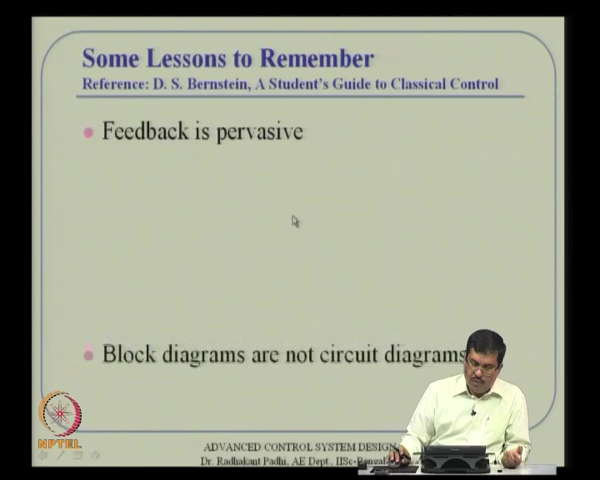 Some Lessons to Remember
Reference: D. S. Bernstein, A Student's Guide to Classical Control
Feedback is pervasive
Block diagrams are not circuit diagrams
NPTEL
ADVANCED CONTROL SYSTEM DESIGN
Dr. Radhakant Padhi, AE Dept., IISc-Bangal